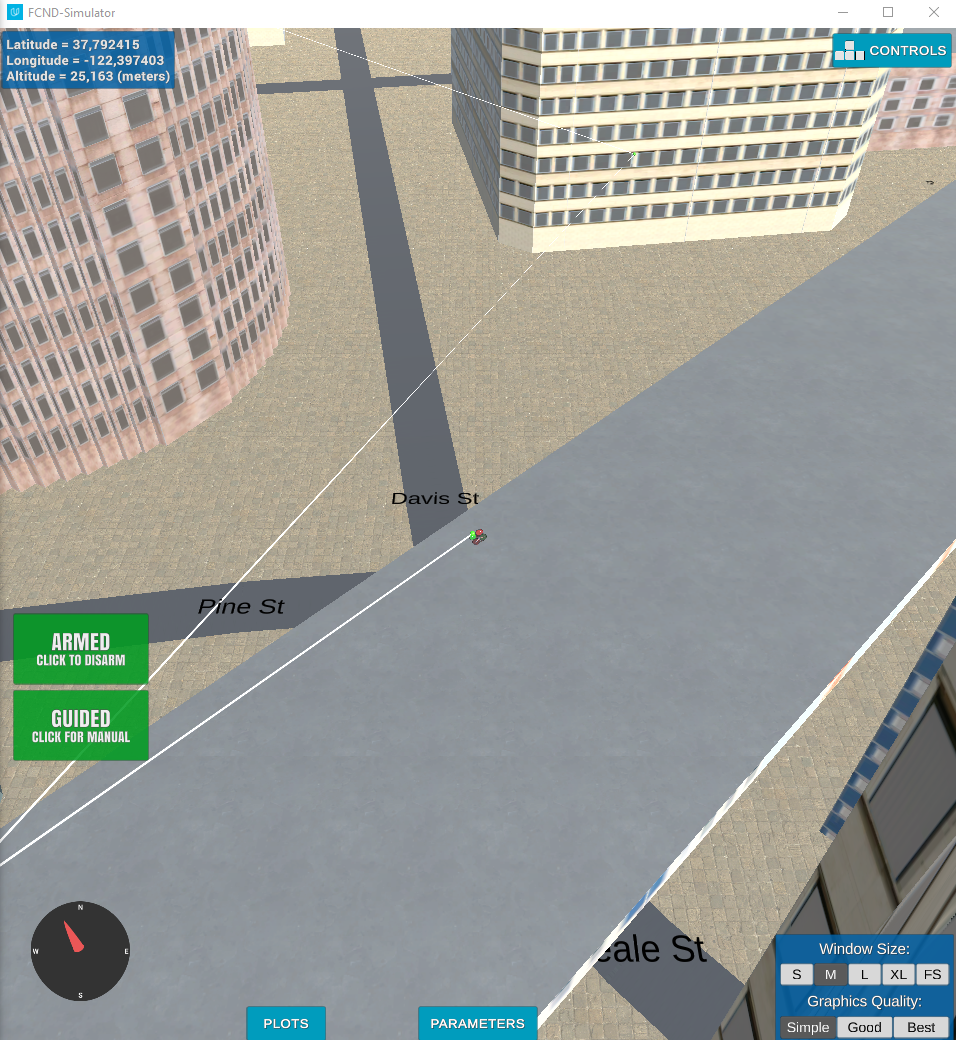 FCND-Simulator
Latitude = 37,792415
Longitude = -122,397403
Altitude = 25,163 (meters)
CONTROLS
Davis St
Pine St
ARMED
CLICK TO DISARM
GUIDED
CLICK FOR MANUAL
N
W E
S
eale St
Window Size:
S M L XL FS
Graphics Quality:
Simple Good Best
PLOTS
PARAMETERS